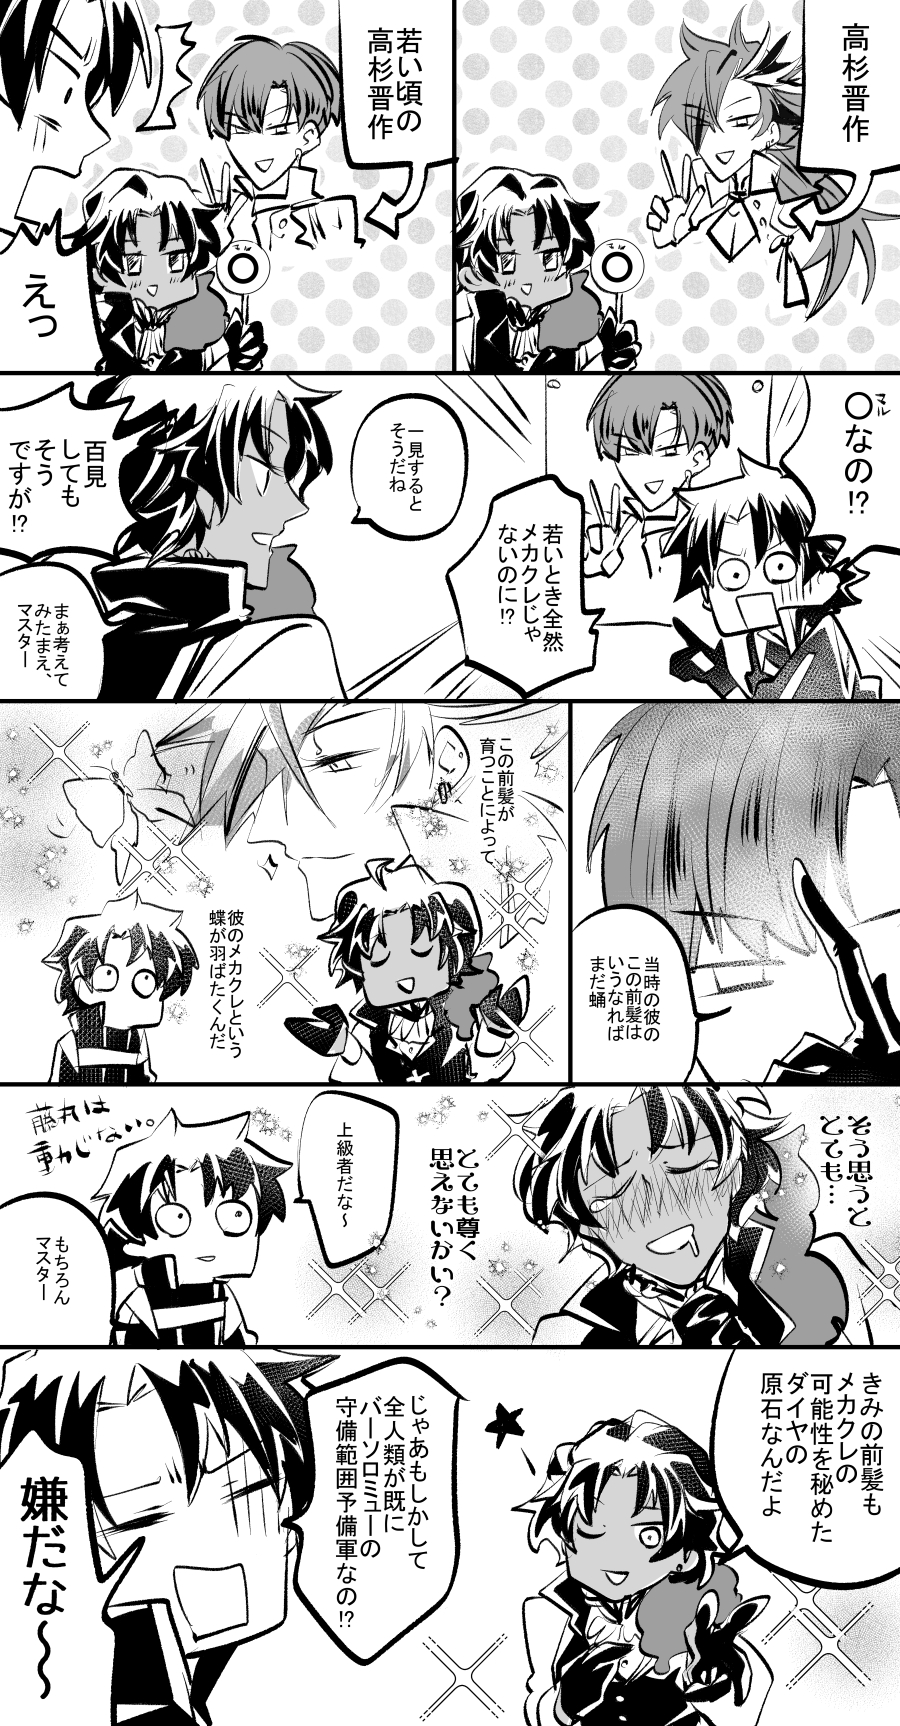 高杉晋作
若い頃の
高杉晋作
えっ
〇なの!?
マル
若いとき全然
メカクレじゃ
ないのに!?
一見すると
そうだね
百見
しても
そう
ですが!?
まぁ考えて
みたまえ、
マスター
当時の彼の
この前髪は
いうなれば
まだ蛹
この前髪が
育つことによって
彼のメカクレという
蝶が羽ばたくんだ
そう思うと
とても…
とても尊く
思えないかい?
上級者だな～
藤丸は
動じない。
もちろん
マスター
きみの前髪も
メカクレの
可能性を秘めた
ダイヤの
原石なんだよ
じゃあもしかして
全人類が既に
バーソロミューの
守備範囲予備軍なの!?
嫌だな～